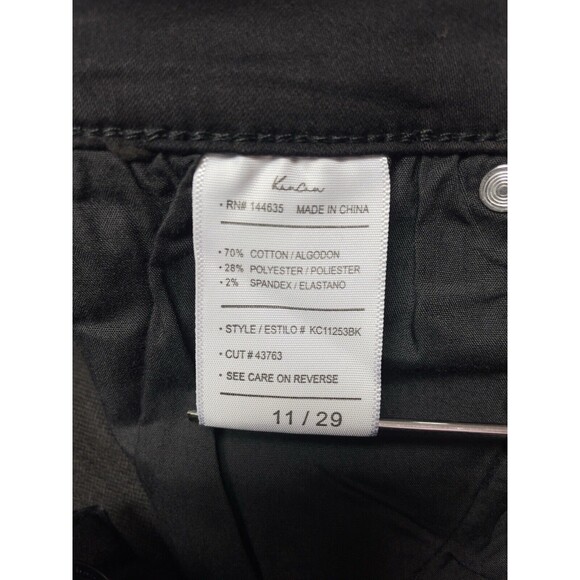 KanCan
• RN# 144635 MADE IN CHINA
• 70% COTTON / ALGODON
• 28% POLYESTER / POLIESTER
• 2% SPANDEX / ELASTANO
• STYLE / ESTILO # KC11253BK
• CUT # 43763
• SEE CARE ON REVERSE
11 / 29